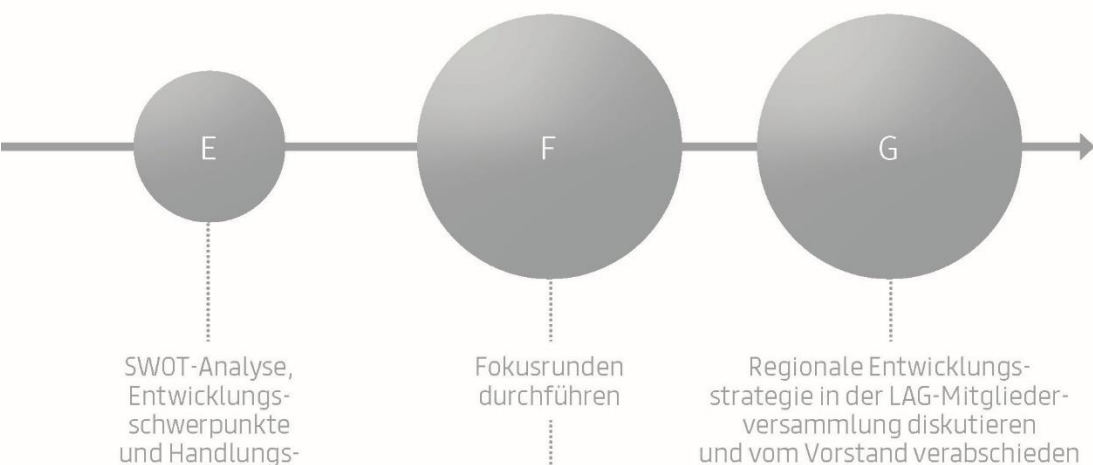 E
F
G
SWOT-Analyse,
Entwicklungs-
schwerpunkte
und Handlungs-
Fokusrunden
durchführen
Regionale Entwicklungs-
strategie in der LAG-Mitglieder-
versammlung diskutieren
und vom Vorstand verabschieden